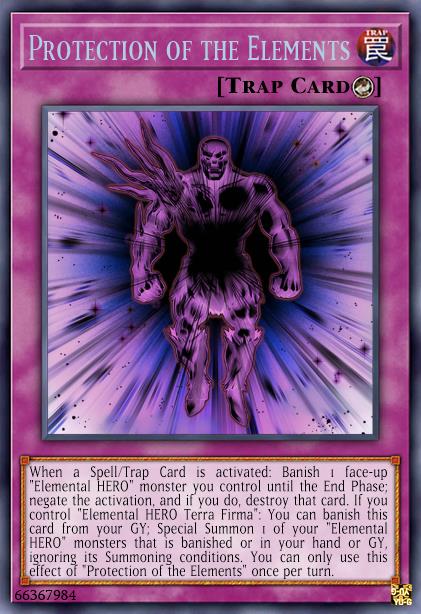 PROTECTION OF THE ELEMENTS
TRAP
罠
[TRAP CARD]
When a Spell/Trap Card is activated: Banish 1 face-up
"Elemental HERO" monster you control until the End Phase;
negate the activation, and if you do, destroy that card. If you
control "Elemental HERO Terra Firma": You can banish
this card from your GY; Special Summon 1 of your "Elemental
HERO" monsters that is banished or in your hand or GY,
ignoring its Summoning conditions. You can only use this
effect of "Protection of the Elements" once per turn.
66367984